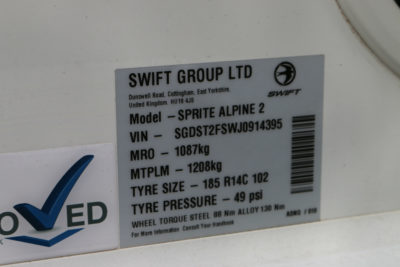 SWIFT GROUP LTD
Dunswell Road, Cottingham, East Yorkshire,
United Kingdom HU16 4JS
SWIFT
Model - SPRITE ALPINE 2
VIN - SGDST2FSWJ0914395
MRO - 1087kg
MTPLM - 1208kg
TYRE SIZE - 185 R14C 102
TYRE PRESSURE - 49 psi
WHEEL TORQUE STEEL 88 Nm ALLOY 130 Nm
For More Information Consult Your Handbook
OVED